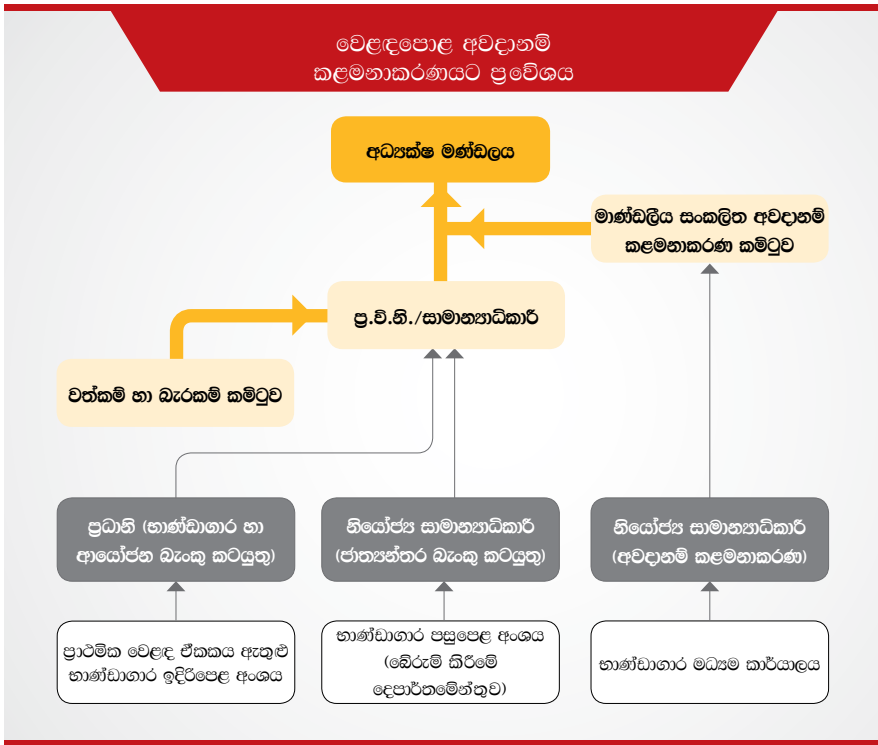 වෙළඳපොළ අවදානම්
කළමනාකරණයට ප්‍රවේශය
අධ්‍යක්ෂ මණ්ඩලය
මාණ්ඩලීය සංකලිත අවදානම්
කළමනාකරණ කමිටුව
ප්‍ර.වි.නි./සාමාන්‍යාධිකාරී
වත්කම් හා බැරකම් කමිටුව
ප්‍රධානි (භාණ්ඩාගාර හා
ආයෝජන බැංකු කටයුතු)
නියෝජ්‍ය සාමාන්‍යාධිකාරී
(ජාත්‍යන්තර බැංකු කටයුතු)
නියෝජ්‍ය සාමාන්‍යාධිකාරී
(අවදානම් කළමනාකරණ)
ප්‍රාථමික වෙළඳ ඒකකය ඇතුළු
භාණ්ඩාගාර ඉදිරිපෙළ අංශය
භාණ්ඩාගාර පසුපෙළ අංශය
(බේරුම් කිරීමේ
දෙපාර්තමේන්තුව)
භාණ්ඩාගාර මධ්‍යම කාර්යාලය